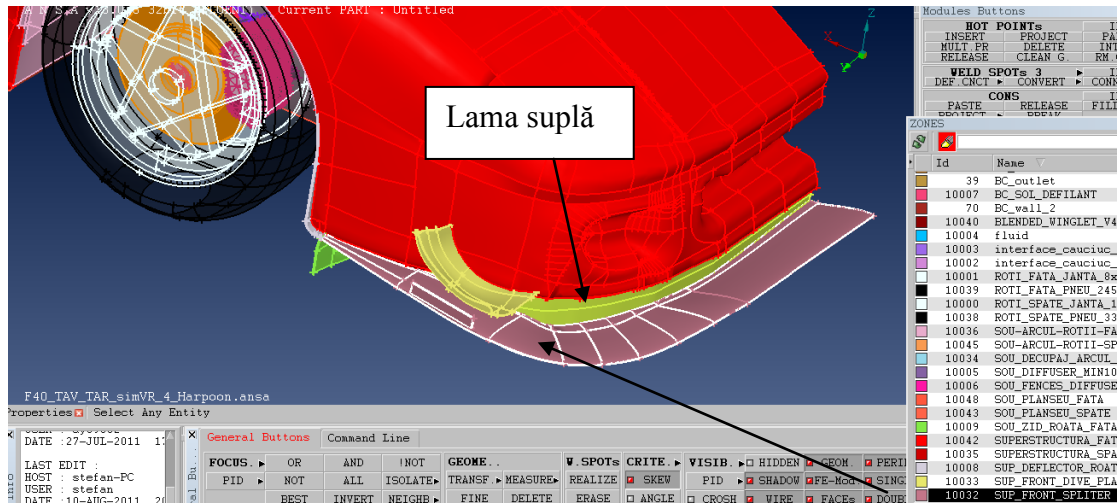 Current PART : Untitled
Modules Buttons
HOT POINTs
INSERT PROJECT
MULT.PR DELETE
RELEASE CLEAN G.
WELD SPOTs 3
DEF.CNCT CONVERT
CONS
PASTE RELEASE
Lama suplă
ZONES
Id Name
39 BC_outlet
10007 BC_SOL_DEFILANT
70 BC_wall_2
10040 BLENDED_WINGLET_V4
10004 fluid
10003 interface_cauciuc_
10002 interface_cauciuc_
10001 ROTI_FATA_JANTA_8x
10039 ROTI_FATA_PNEU_245
10000 ROTI_SPATE_JANTA_1
10038 ROTI_SPATE_PNEU_33
10036 SOU-ARCUL-ROTII-FA
10045 SOU-ARCUL-ROTII-SP
10034 SOU_DECUPAJ_ARCUL_
10005 SOU_DIFFUSER_MIN10
10006 SOU_FENCES_DIFFUSE
10048 SOU_PLANSEU_FATA
10043 SOU_PLANSEU_SPATE
10009 SOU_ZID_ROATA_FATA
10042 SUPERSTRUCTURA_FAT
10035 SUPERSTRUCTURA_SPA
10008 SUP_DEFLECTOR_ROAT
10033 SUP_FRONT_DIVE_PLA
10032 SUP_FRONT_SPLITTER
Z
X
Y
F40_TAV_TAR_simVR_4_Harpoon.ansa
Properties Select Any Entity
DATE :27-JUL-2011
LAST EDIT :
HOST : stefan-PC
USER : stefan
DATE :10-AUG-2011
General Buttons Command Line
FOCUS. OR AND !NOT GEOME.. W.SPOTs CRITE. VISIB. HIDDEN GEOM. PERI
PID NOT ALL ISOLATE TRANSF. MEASURE REALIZE SKEW PID SHADOW FE-Mod SING
BEST INVERT NEIGHB FINE DELETE ERASE ANGLE CROSH WIRE FACEs DOUB